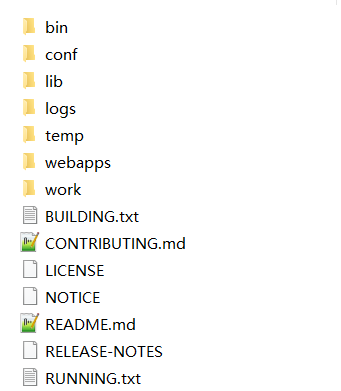 bin
conf
lib
logs
temp
webapps
work
BUILDING.txt
CONTRIBUTING.md
LICENSE
NOTICE
README.md
RELEASE-NOTES
RUNNING.txt